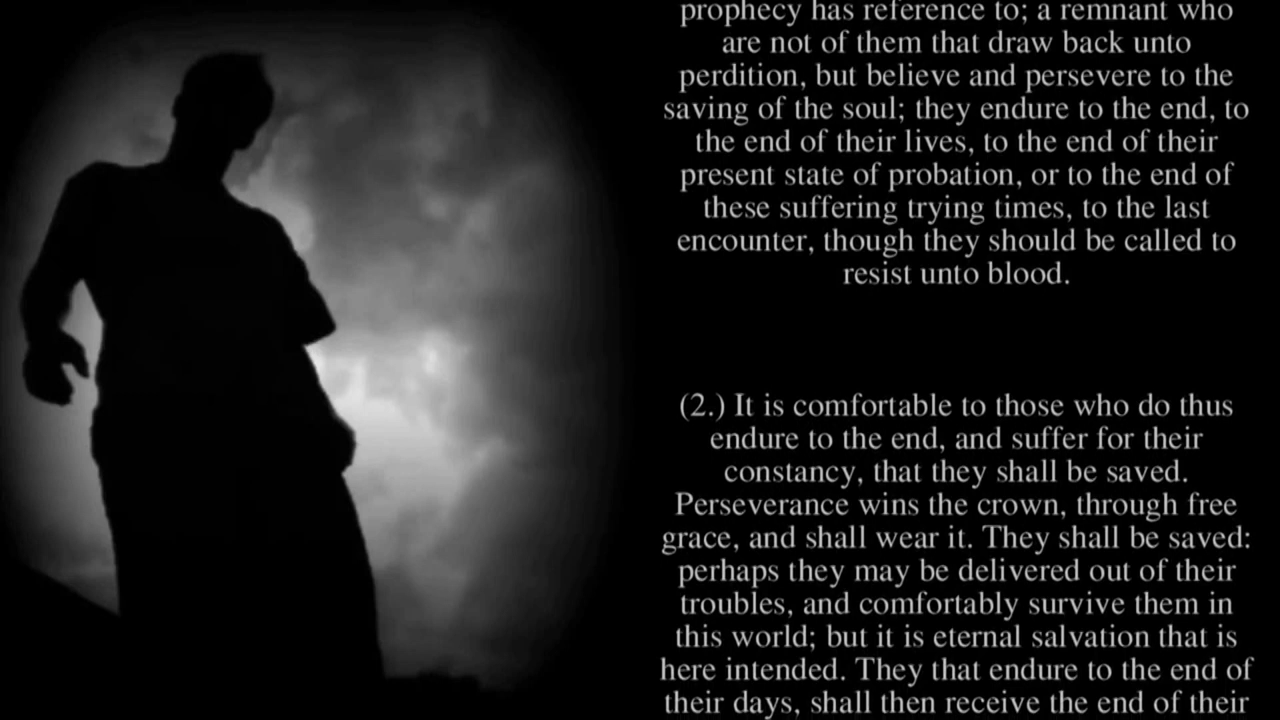 prophecy has reference to; a remnant who
are not of them that draw back unto
perdition, but believe and persevere to the
saving of the soul; they endure to the end, to
the end of their lives, to the end of their
present state of probation, or to the end of
these suffering trying times, to the last
encounter, though they should be called to
resist unto blood.
(2.) It is comfortable to those who do thus
endure to the end, and suffer for their
constancy, that they shall be saved.
Perseverance wins the crown, through free
grace, and shall wear it. They shall be saved:
perhaps they may be delivered out of their
troubles, and comfortably survive them in
this world; but it is eternal salvation that is
here intended. They that endure to the end of
their days, shall then receive the end of their